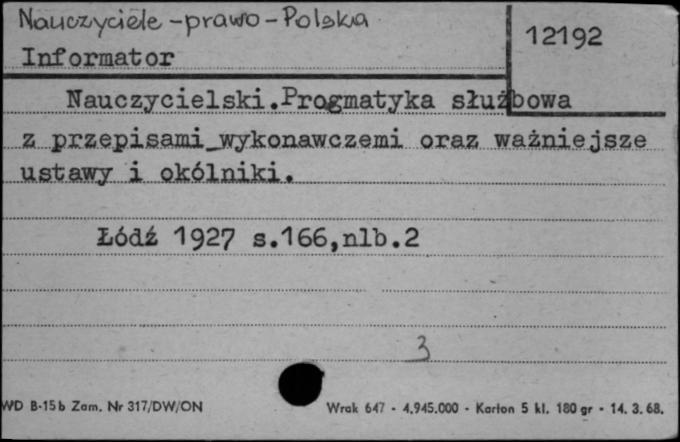 Nauczyciele - prawo - Polska
12192
Informator
Nauczycielski.Progmatyka służbowa
z przepisami wykonawczemi oraz ważniejsze
ustawy i okólniki.
Łódź 1927 s.166,nlb.2
3
WD B-15b Zam. Nr 317/DW/ON Wrak 647 - 4.945.000 - Karton 5 kl. 180 gr - 14. 3. 68.